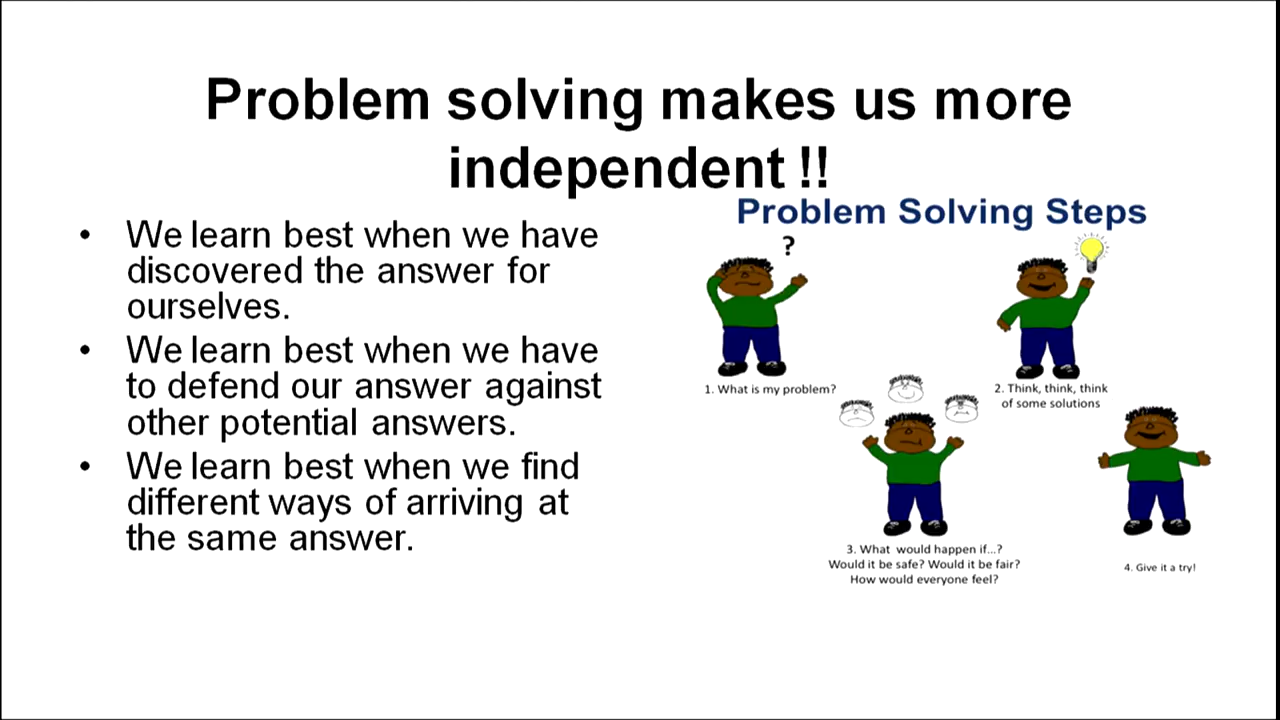 Problem solving makes us more
independent !!
• We learn best when we have
discovered the answer for
ourselves.
• We learn best when we have
to defend our answer against
other potential answers.
• We learn best when we find
different ways of arriving at
the same answer.
Problem Solving Steps
?
1. What is my problem?
2. Think, think, think
of some solutions
3. What would happen if...?
Would it be safe? Would it be fair?
How would everyone feel?
4. Give it a try!